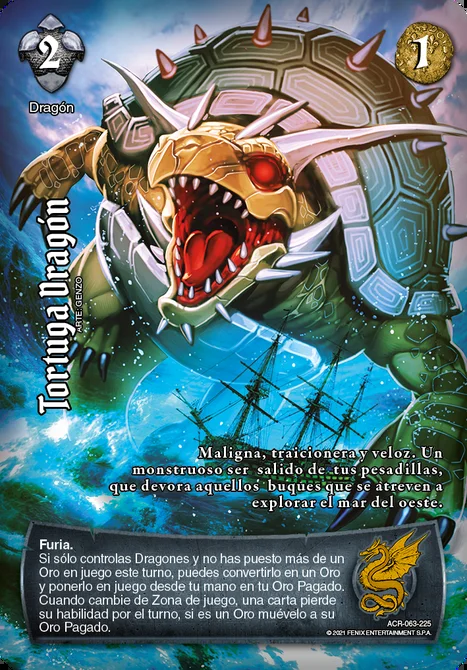 2
1
Dragón
Tortuga Dragón
ARTE: GENZO
Maligna, traicionera y veloz. Un
monstruoso ser salido de tus pesadillas,
que devora aquellos buques que se atreven a
explorar el mar del oeste.
Furia.
Si sólo controlas Dragones y no has puesto más de un
Oro en juego este turno, puedes convertirlo en un Oro
y ponerlo en juego desde tu mano en tu Oro Pagado.
Cuando cambie de Zona de juego, una carta pierde
su habilidad por el turno, si es un Oro muévelo a su
Oro Pagado.
ACR-063-225
© 2021 FENIX ENTERTAINMENT S.P.A.